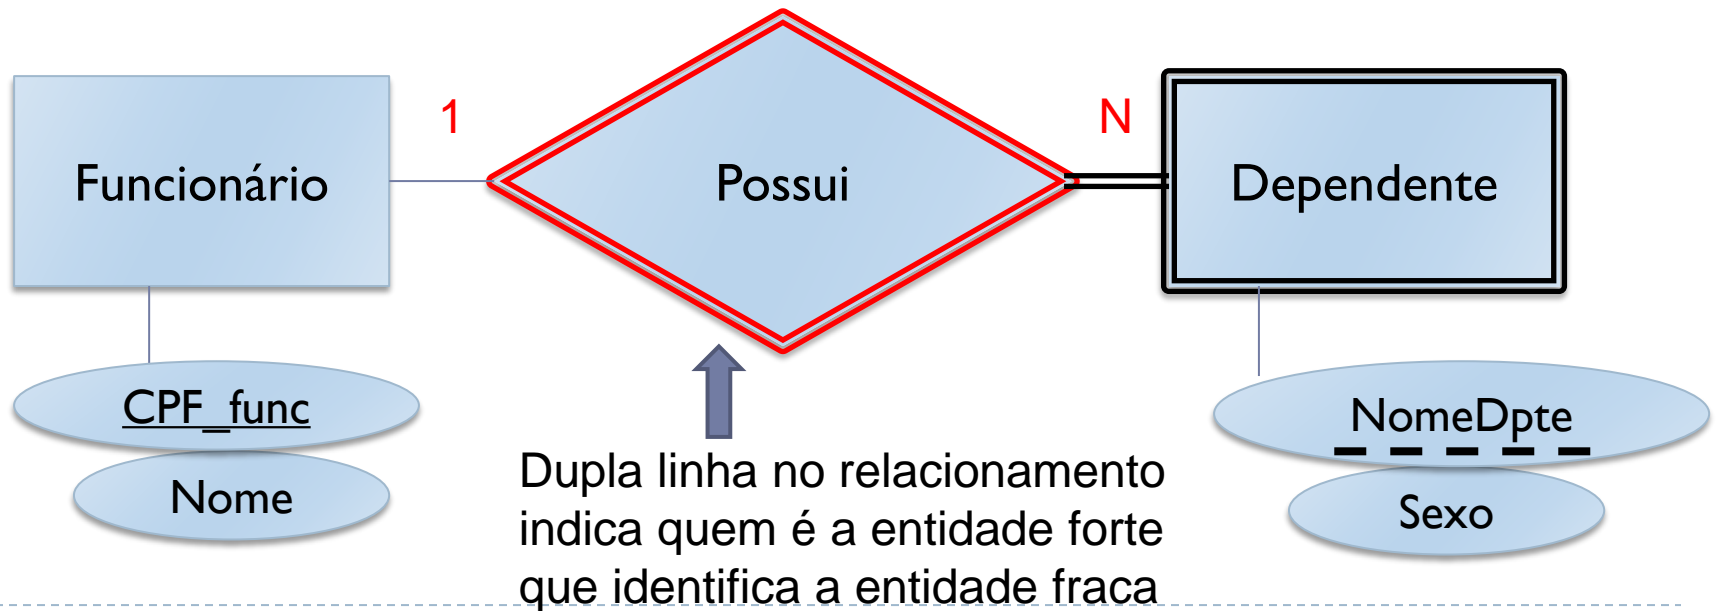 1
N
Funcionário
Possui
Dependente
CPF_func
NomeDpte
Nome
Sexo
Dupla linha no relacionamento
indica quem é a entidade forte
que identifica a entidade fraca